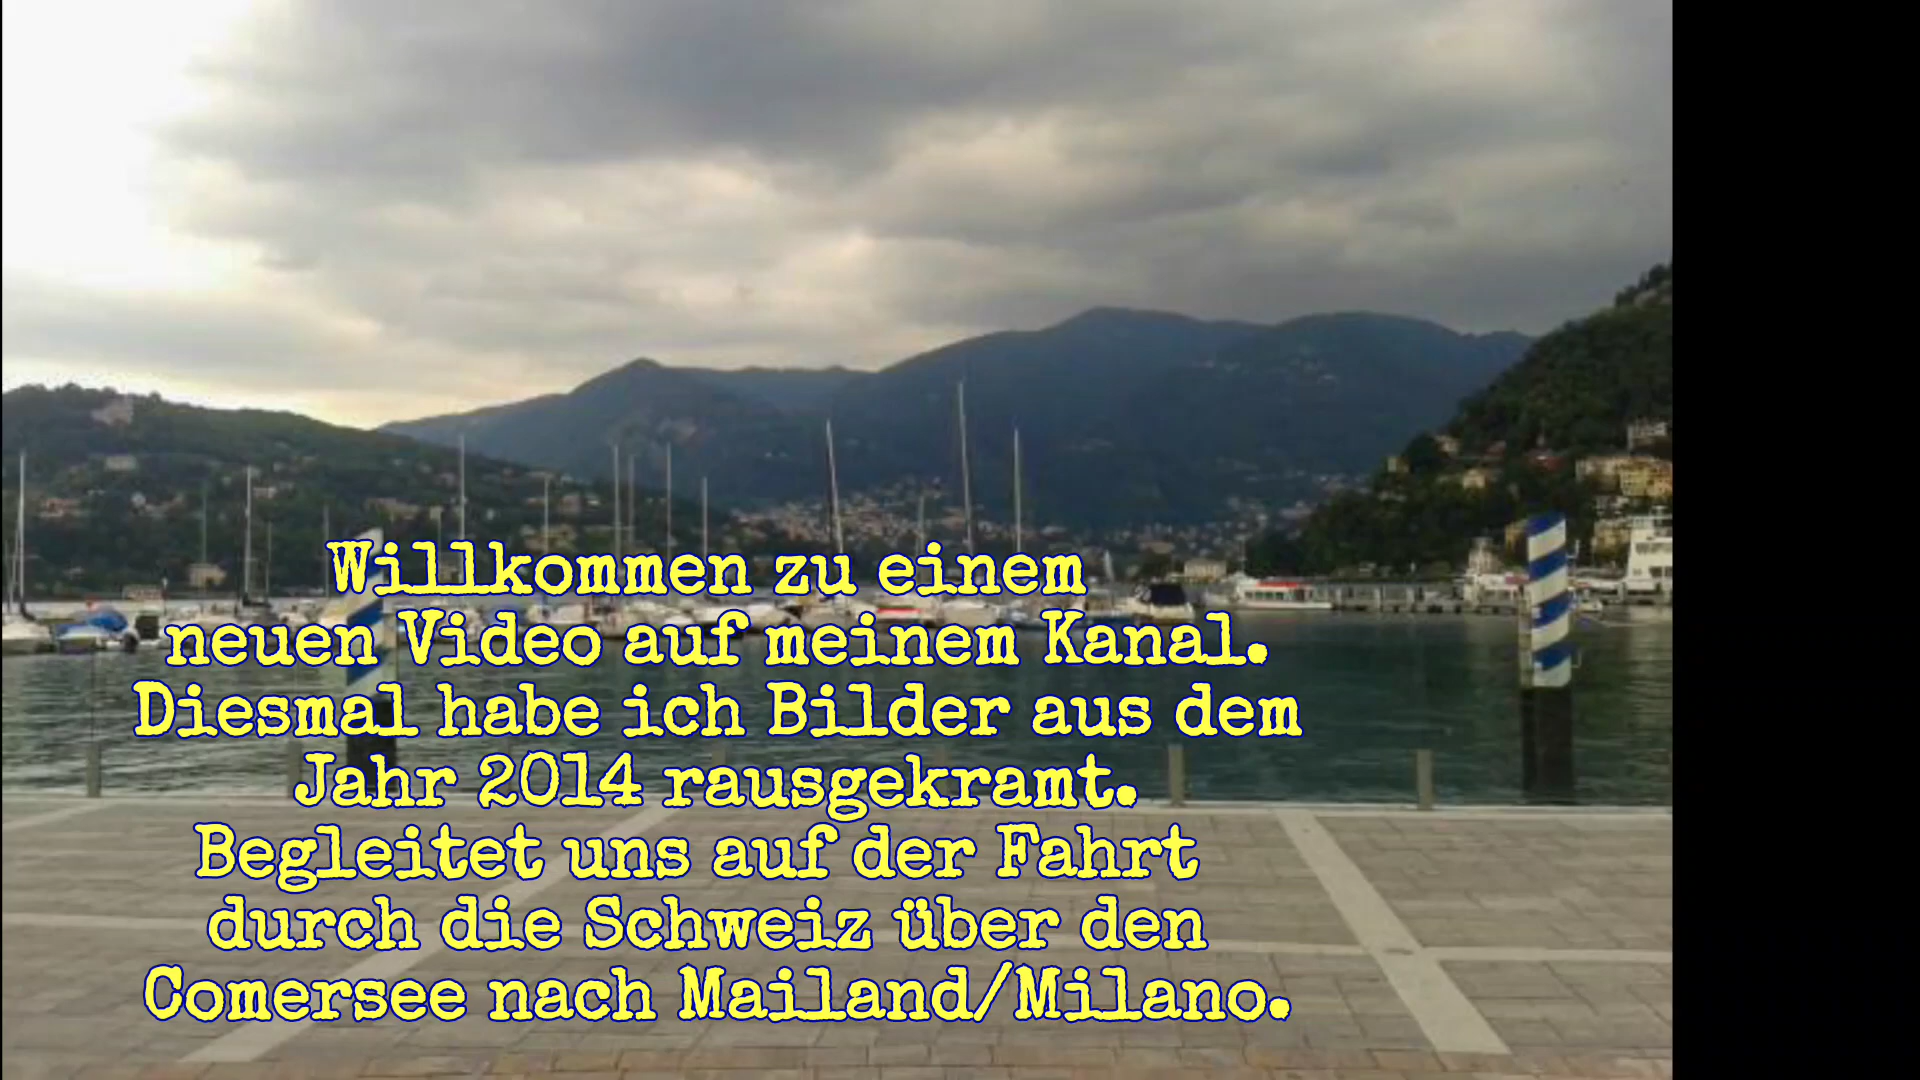 Willkommen zu einem
neuen Video auf meinem Kanal.
Diesmal habe ich Bilder aus dem
Jahr 2014 rausgekramt.
Begleitet uns auf der Fahrt
durch die Schweiz über den
Comersee nach Mailand/Milano.